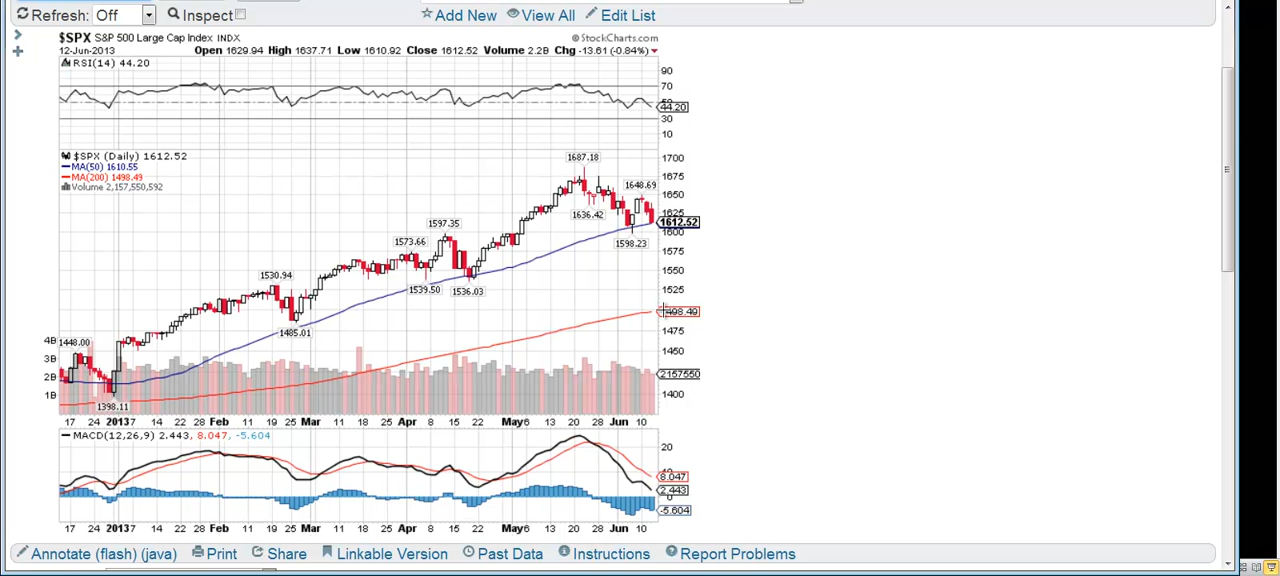 Refresh: Off Inspect Add New View All Edit List
$SPX S&P 500 Large Cap Index INDX ©StockCharts.com
12-Jun-2013 Open 1629.94 High 1637.71 Low 1610.92 Close 1612.52 Volume 2.2B Chg -13.61 (-0.84%)
RSI(14) 44.20
90
70
44.20
30
10
$SPX (Daily) 1612.52
MA(50) 1610.55
MA(200) 1498.49
Volume 2,157,550,592
1687.18
1648.69
1636.42
1598.23
1597.35
1573.66
1539.50
1536.03
1530.94
1485.01
1448.00
1398.11
1700
1675
1650
1625
1612.52
1600
1575
1550
1525
1498.49
1475
1450
2157550
1400
4B
3B
2B
1B
17 24 2013 7 14 22 28 Feb 11 19 25 Mar 11 18 25 Apr 8 15 22 May 6 13 20 28 Jun 10
MACD(12,26,9) 2.443, 8.047, -5.604
20
8.047
2.443
0
-5.604
17 24 2013 7 14 22 28 Feb 11 19 25 Mar 11 18 25 Apr 8 15 22 May 6 13 20 28 Jun 10
Annotate (flash) (java) Print Share Linkable Version Past Data Instructions Report Problems